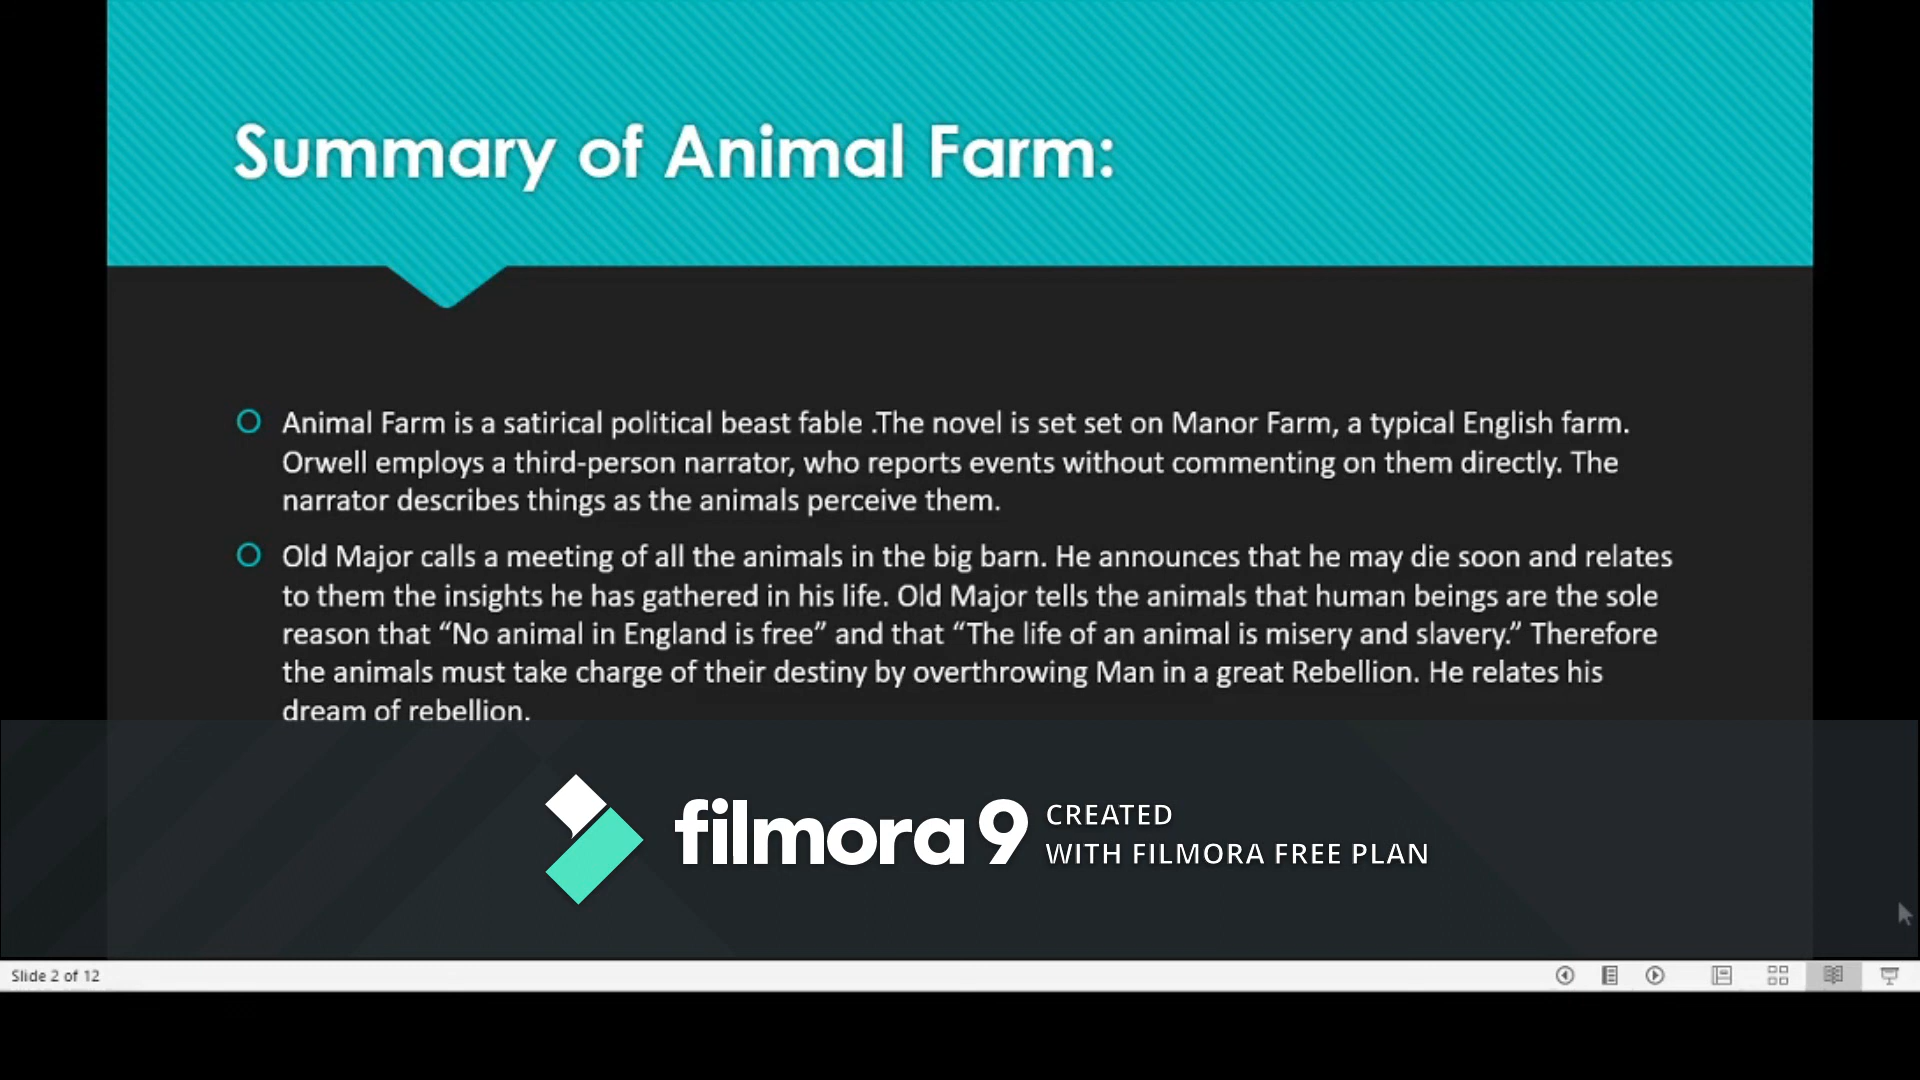 Summary of Animal Farm:
Animal Farm is a satirical political beast fable .The novel is set set on Manor Farm, a typical English farm.
Orwell employs a third-person narrator, who reports events without commenting on them directly. The
narrator describes things as the animals perceive them.
Old Major calls a meeting of all the animals in the big barn. He announces that he may die soon and relates
to them the insights he has gathered in his life. Old Major tells the animals that human beings are the sole
reason that “No animal in England is free” and that “The life of an animal is misery and slavery.” Therefore
the animals must take charge of their destiny by overthrowing Man in a great Rebellion. He relates his
dream of rebellion.
filmora 9
CREATED
WITH FILMORA FREE PLAN
Slide 2 of 12